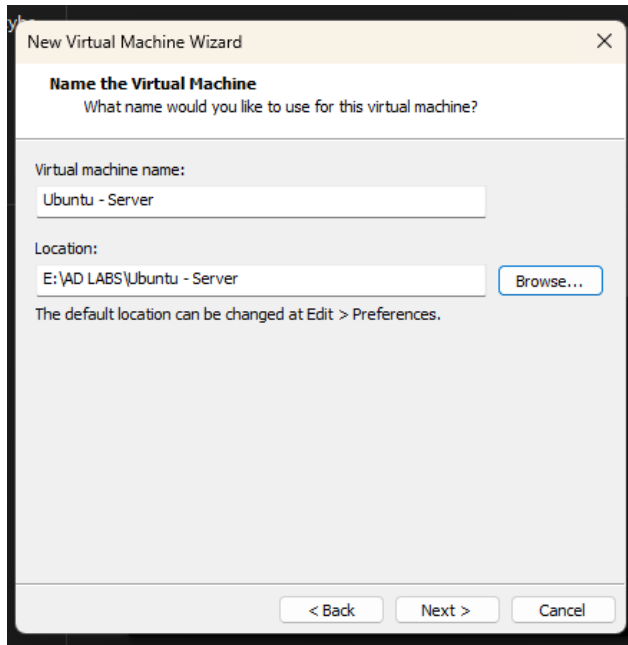 New Virtual Machine Wizard
Name the Virtual Machine
What name would you like to use for this virtual machine?
Virtual machine name:
Ubuntu - Server
Location:
E:\AD LABS\Ubuntu - Server
Browse...
The default location can be changed at Edit > Preferences.
< Back Next > Cancel